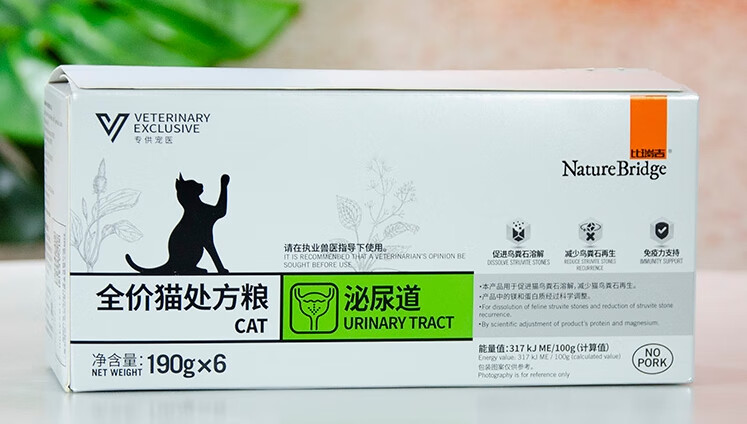 VETERINARY
EXCLUSIVE
专供宠医
比瑞吉®
NatureBridge
请在执业兽医指导下使用。
IT IS RECOMMENBED THAT A VETERINARIAN'S OPINION BE
SOUGHT BEFORE USE.
促进鸟粪石溶解
DISSOLVE STRUVITE STONES
减少鸟粪石再生
REDUCE STRUVITE STONES
RECURRENCE
免疫力支持
IMMUNITY SUPPORT
全价猫处方粮
CAT
泌尿道
URINARY TRACT
•本产品用于促进猫鸟粪石溶解,减少猫鸟粪石再生。
•产品中的镁和蛋白质经过科学调整。
•For dissolution of feline struvite stones and reduction of struvite stone
recurrence.
•By scientific adjustment of product's protein and magnesium.
净含量:
NET WEIGHT
190g×6
能量值: 317 kJ ME/100g (计算值)
Energy value: 317 kJ ME / 100g (calculated value)
包装图案仅供参考。
Photography is for reference only
NO
PORK